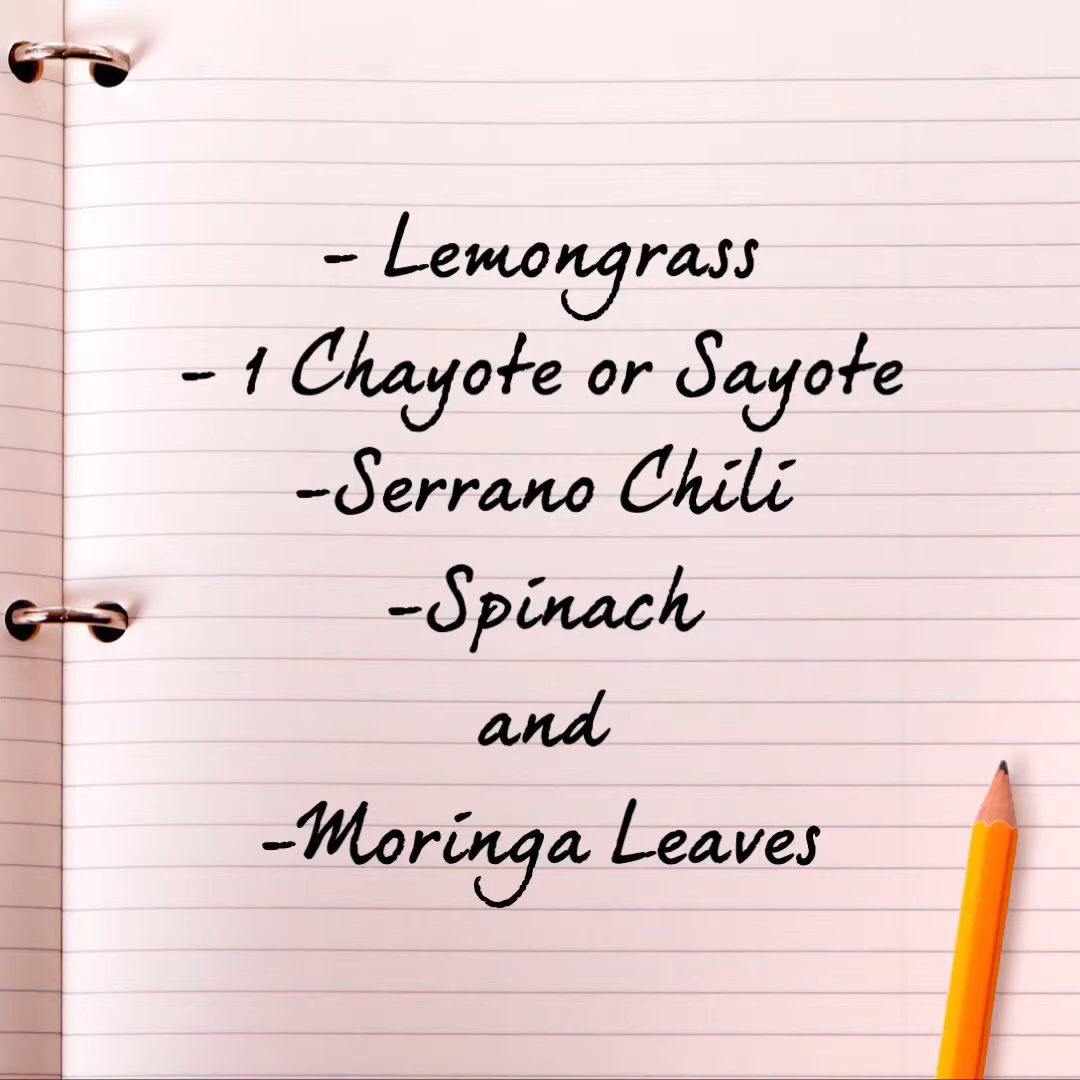 - Lemongrass
- 1 Chayote or Sayote
-Serrano Chili
-Spinach
and
-Moringa Leaves